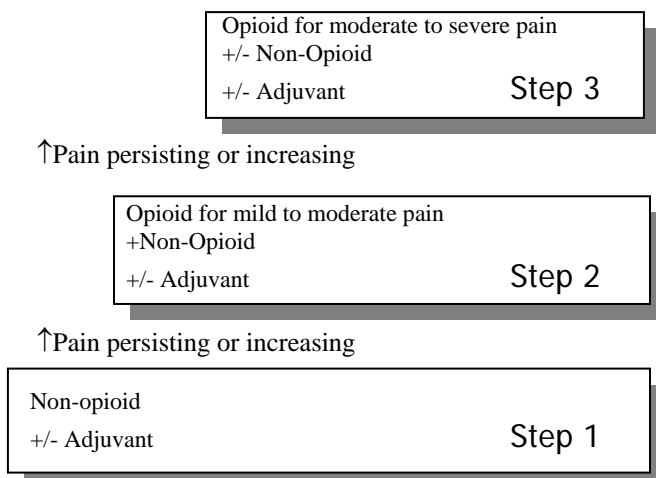 Opioid for moderate to severe pain
+/- Non-Opioid
+/- Adjuvant Step 3
↑Pain persisting or increasing
Opioid for mild to moderate pain
+Non-Opioid
+/- Adjuvant Step 2
↑Pain persisting or increasing
Non-opioid
+/- Adjuvant Step 1